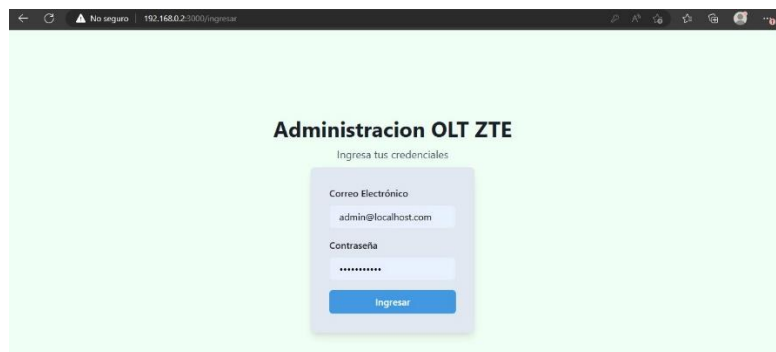 No seguro | 192.168.0.2:3000/ingresar
Administracion OLT ZTE
Ingresa tus credenciales
Correo Electrónico
admin@localhost.com
Contraseña
•••••••••••
Ingresar